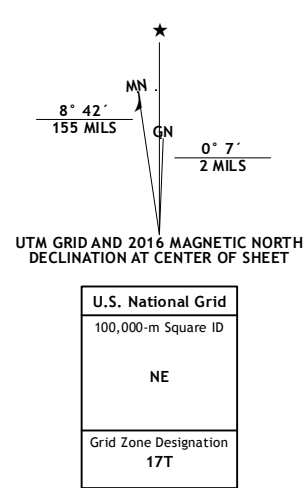 ★
MN
8° 42´
155 MILS
GN
0° 7´
2 MILS
UTM GRID AND 2016 MAGNETIC NORTH
DECLINATION AT CENTER OF SHEET
U.S. National Grid
100,000-m Square ID
NE
Grid Zone Designation
17T